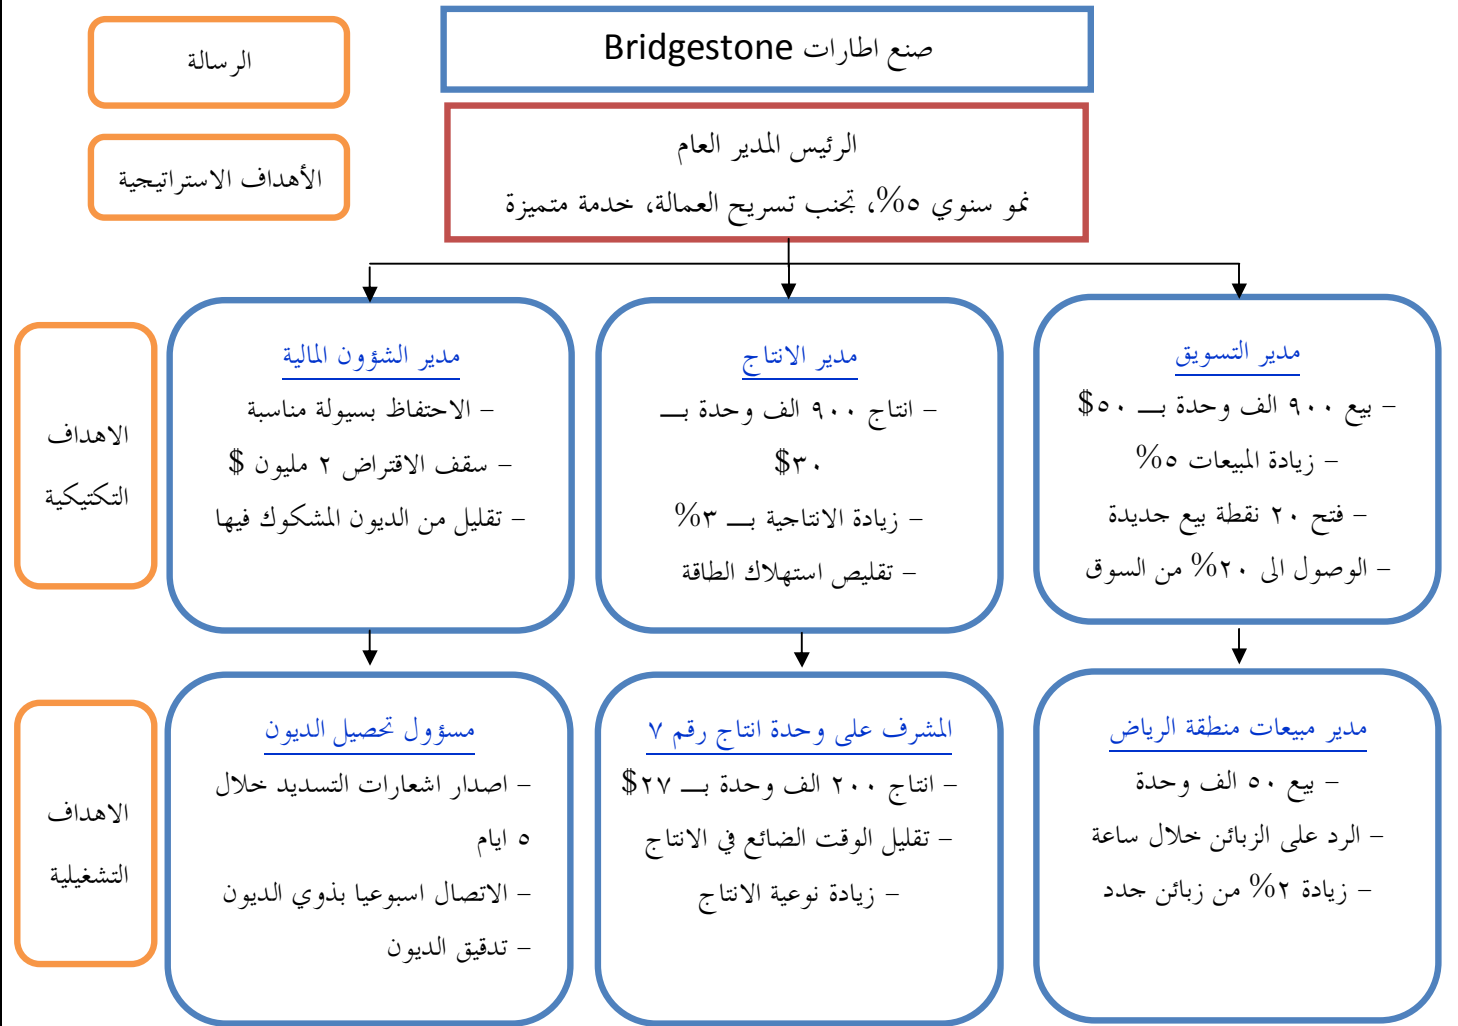 الرسالة
صنع اطارات Bridgestone
الأهداف الاستراتيجية
الرئيس المدير العام
نمو سنوي ٥%، تجنب تسريح العمالة، خدمة متميزة
الاهداف
التكتيكية
مدير التسويق
– بيع ٩٠٠ الف وحدة بـــ ٥٠$
– زيادة المبيعات ٥%
– فتح ٢٠ نقطة بيع جديدة
– الوصول الى ٢٠% من السوق
مدير الانتاج
– انتاج ٩٠٠ الف وحدة بـــ
٣٠$
– زيادة الانتاجية بـــ ٣%
– تقليص استهلاك الطاقة
مدير الشؤون المالية
– الاحتفاظ بسيولة مناسبة
– سقف الاقتراض ٢ مليون $
– تقليل من الديون المشكوك فيها
الاهداف
التشغيلية
مدير مبيعات منطقة الرياض
– بيع ٥٠ الف وحدة
– الرد على الزبائن خلال ساعة
– زيادة ٢% من زبائن جدد
المشرف على وحدة انتاج رقم ٧
– انتاج ٢٠٠ الف وحدة بـــ ٢٧$
– تقليل الوقت الضائع في الانتاج
– زيادة نوعية الانتاج
مسؤول تحصيل الديون
– اصدار اشعارات التسديد خلال
٥ ايام
– الاتصال اسبوعيا بذوي الديون
– تدقيق الديون